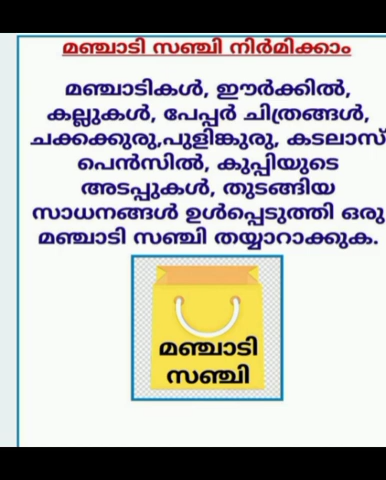 മഞ്ചാടി സഞ്ചി നിർമിക്കാം
മഞ്ചാടികൾ, ഈർക്കിൽ,
കല്ലുകൾ, പേപ്പർ ചിത്രങ്ങൾ,
ചക്കക്കുരു,പുളിങ്കുരു, കടലാസ്
പെൻസിൽ, കുപ്പിയുടെ
അടപ്പുകൾ, തുടങ്ങിയ
സാധനങ്ങൾ ഉൾപ്പെടുത്തി ഒരു
മഞ്ചാടി സഞ്ചി തയ്യാറാക്കുക.
മഞ്ചാടി
സഞ്ചി